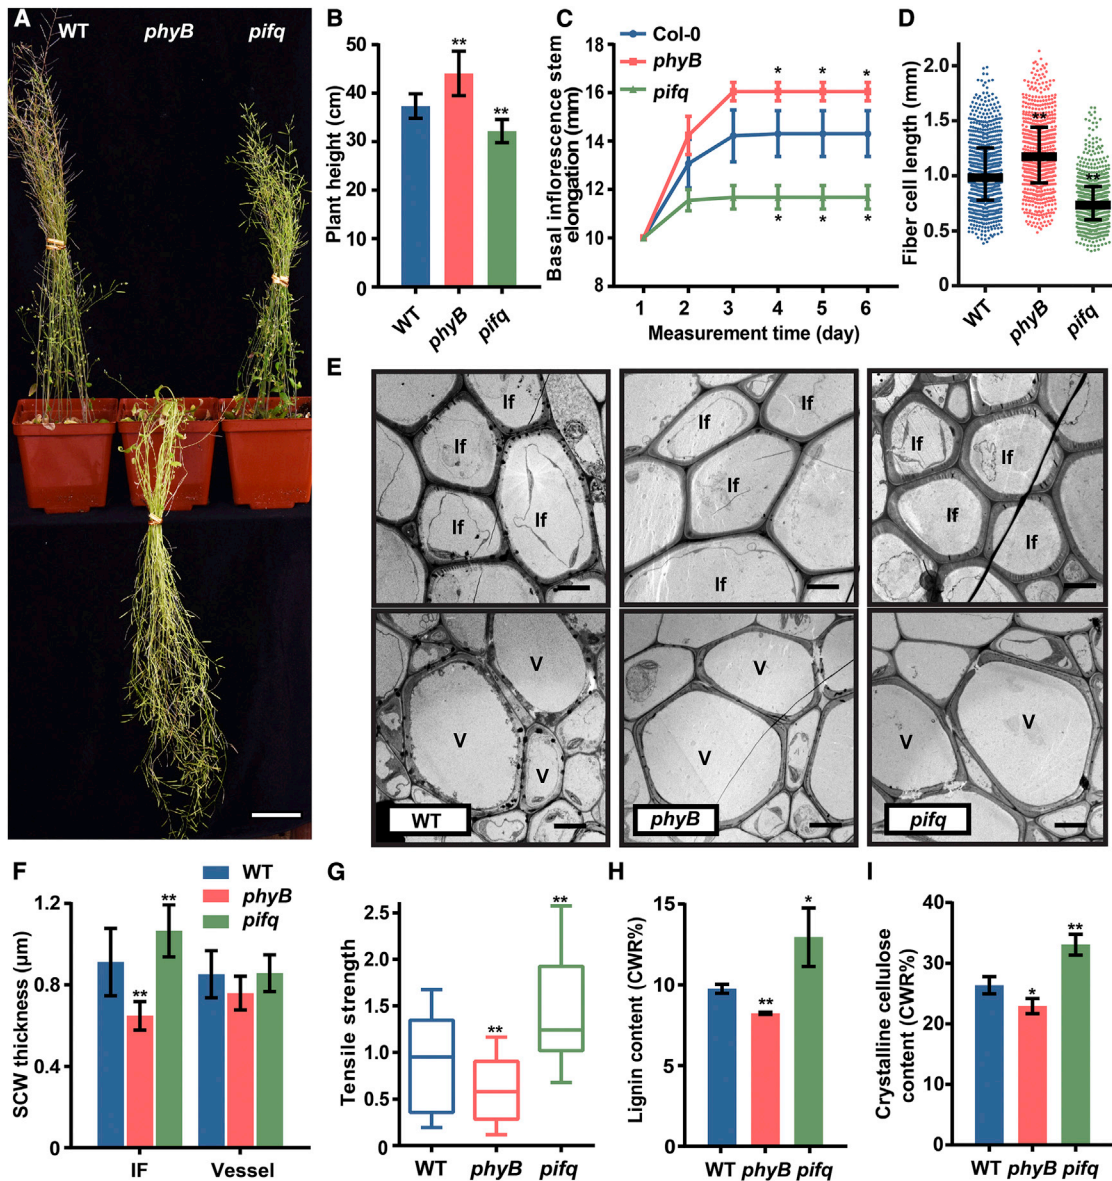 A
WT
phyB
pifq
B
Plant height (cm)
50
40
30
20
10
0
**
**
WT
phyB
pifq
C
Col-0
phyB
pifq
Basal inflorescence stem
elongation (mm)
18
16
14
12
10
8
* * *
* * *
1 2 3 4 5 6
Measurement time (day)
D
Fiber cell length (mm)
2.0
1.5
1.0
0.5
0
**
**
WT
phyB
pifq
E
If
If
If
If
If
If
If
If
If
If
If
V
V
V
WT
V
V
phyB
V
V
pifq
F
WT
phyB
pifq
SCW thickness (μm)
1.2
0.8
0.4
0
**
**
IF
Vessel
G
Tensile strength
2.5
2.0
1.5
1.0
0.5
0
**
**
WT
phyB
pifq
H
Lignin content (CWR%)
15
10
5
0
**
*
WT phyB pifq
I
Crystalline cellulose
content (CWR%)
40
30
20
10
0
*
**
WT phyB pifq